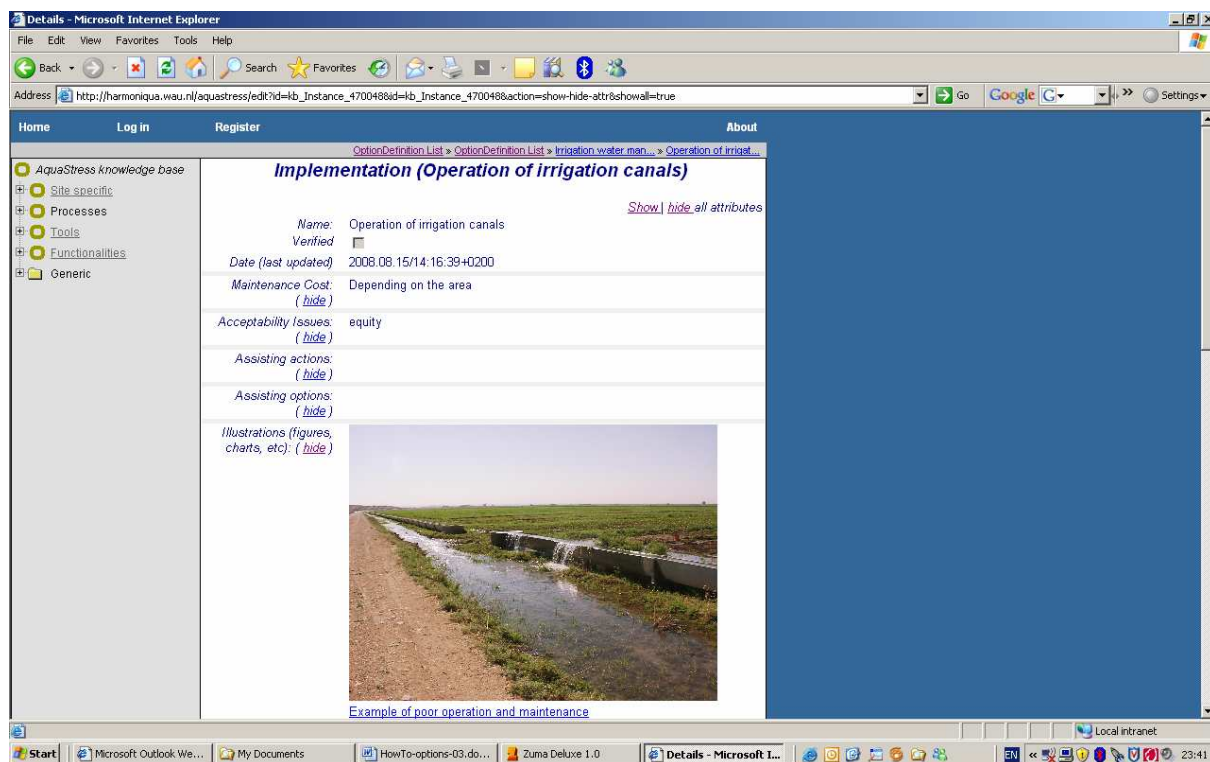 Details - Microsoft Internet Explorer
File Edit View Favorites Tools Help
Back Search Favorites
Address http://harmoniqua.wau.nl/aquastress/edit?id=kb_Instance_470048&id=kb_Instance_470048&action=show-hide-attr&showall=true Go Google G Settings
Home Log in Register About
OptionDefinition List » OptionDefinition List » Irrigation water man... » Operation of irrigat...
AquaStress knowledge base
Site specific
Processes
Tools
Functionalities
Generic
Implementation (Operation of irrigation canals)
Show | hide all attributes
Name: Operation of irrigation canals
Verified
Date (last updated) 2008.08.15/14:16:39+0200
Maintenance Cost: Depending on the area
( hide )
Acceptability Issues: equity
( hide )
Assisting actions:
( hide )
Assisting options:
( hide )
Illustrations (figures,
charts, etc): ( hide )
Example of poor operation and maintenance
Local intranet
Start Microsoft Outlook We... My Documents HowTo-options-03.do... Zuma Deluxe 1.0 Details - Microsoft I... EN 23:41